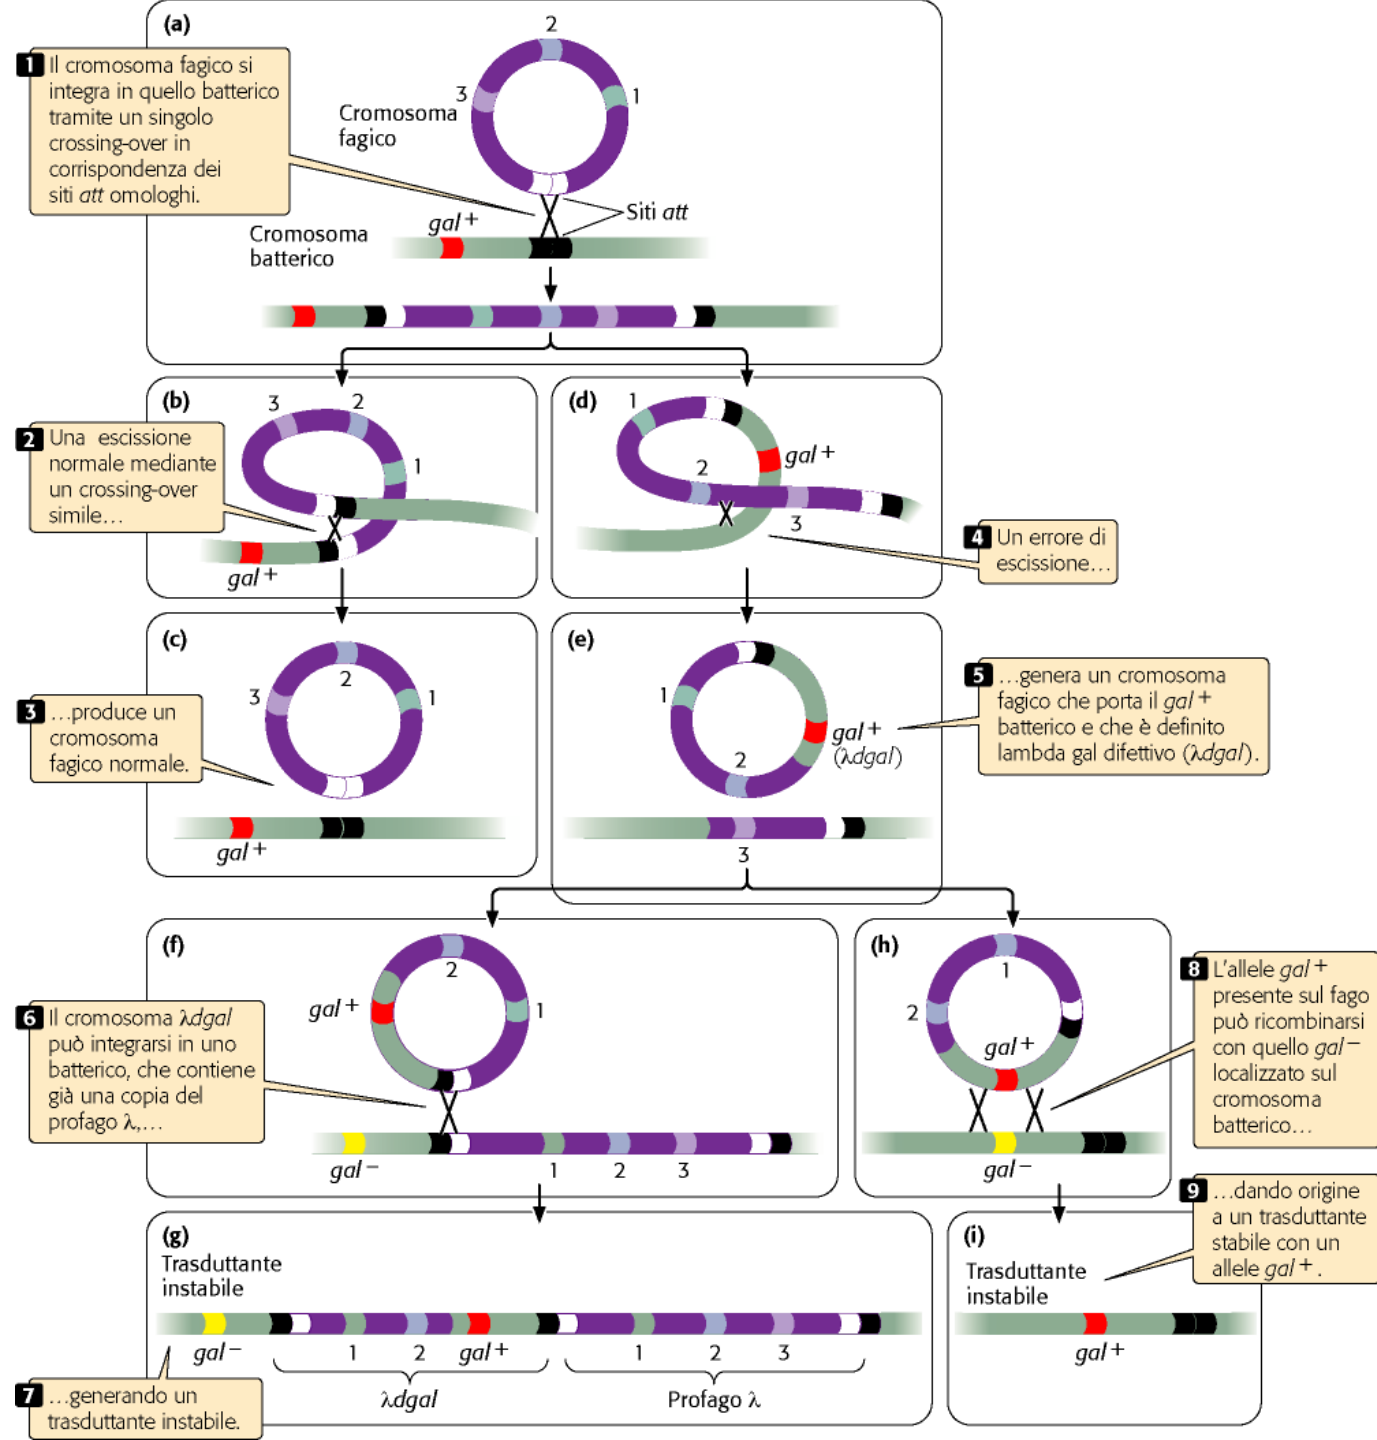 (a)
2
1 Il cromosoma fagico si
integra in quello batterico
tramite un singolo
crossing-over in
corrispondenza dei
siti att omologhi.
3
1
Cromosoma
fagico
Siti att
gal+
Cromosoma
batterico
(b)
3
2
1
2 Una escissione
normale mediante
un crossing-over
simile...
gal+
(d)
1
gal+
2
3
4 Un errore di
escissione...
(c)
3
2
1
3 ...produce un
cromosoma
fagico normale.
gal+
(e)
1
gal+
(λdgal)
2
3
5 ...genera un cromosoma
fagico che porta il gal+
batterico e che è definito
lambda gal difettivo (λdgal).
(f)
2
gal+
1
6 Il cromosoma λdgal
può integrarsi in uno
batterico, che contiene
già una copia del
profago λ,...
gal−
1
2
3
(h)
1
2
gal+
gal−
8 L'allele gal+
presente sul fago
può ricombinarsi
con quello gal−
localizzato sul
cromosoma
batterico...
(g)
Trasduttante
instabile
gal−
1
2
gal+
1
2
3
λdgal
Profago λ
7 ...generando un
trasduttante instabile.
(i)
Trasduttante
instabile
gal+
9 ...dando origine
a un trasduttante
stabile con un
allele gal+.